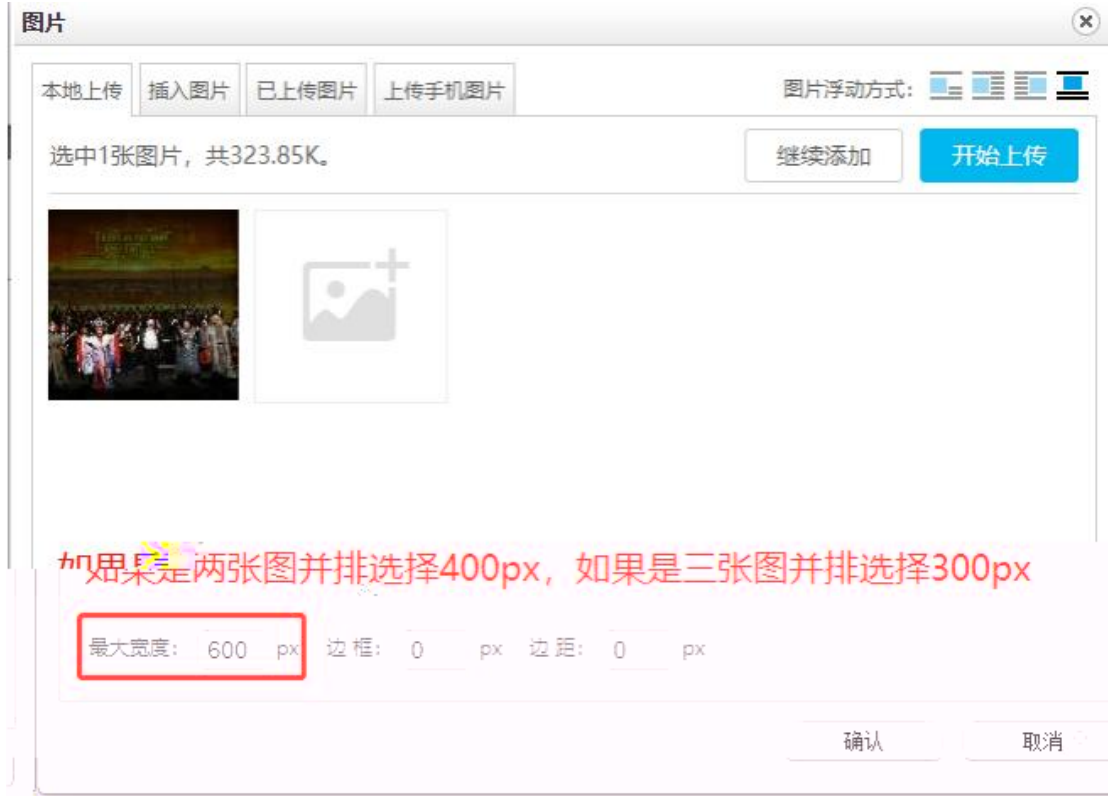 图片
本地上传 插入图片 已上传图片 上传手机图片 图片浮动方式:
选中1张图片，共323.85K。 继续添加 开始上传
如果是两张图并排选择400px，如果是三张图并排选择300px
最大宽度: 600 px 边框: 0 px 边距: 0 px
确认 取消